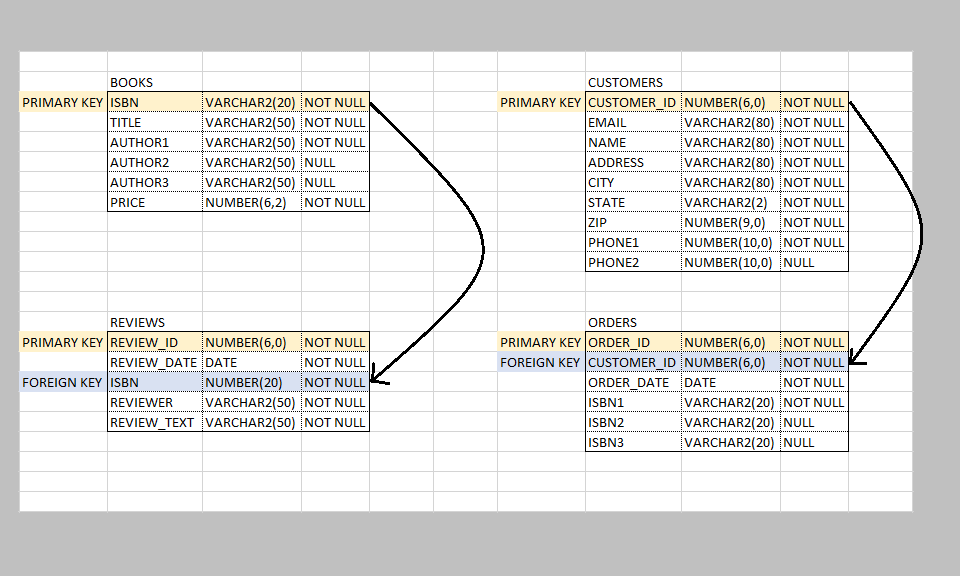 BOOKS
PRIMARY KEY ISBN VARCHAR2(20) NOT NULL
TITLE VARCHAR2(50) NOT NULL
AUTHOR1 VARCHAR2(50) NOT NULL
AUTHOR2 VARCHAR2(50) NULL
AUTHOR3 VARCHAR2(50) NULL
PRICE NUMBER(6,2) NOT NULL
CUSTOMERS
PRIMARY KEY CUSTOMER_ID NUMBER(6,0) NOT NULL
EMAIL VARCHAR2(80) NOT NULL
NAME VARCHAR2(80) NOT NULL
ADDRESS VARCHAR2(80) NOT NULL
CITY VARCHAR2(80) NOT NULL
STATE VARCHAR2(2) NOT NULL
ZIP NUMBER(9,0) NOT NULL
PHONE1 NUMBER(10,0) NOT NULL
PHONE2 NUMBER(10,0) NULL
REVIEWS
PRIMARY KEY REVIEW_ID NUMBER(6,0) NOT NULL
REVIEW_DATE DATE NOT NULL
FOREIGN KEY ISBN NUMBER(20) NOT NULL
REVIEWER VARCHAR2(50) NOT NULL
REVIEW_TEXT VARCHAR2(50) NOT NULL
ORDERS
PRIMARY KEY ORDER_ID NUMBER(6,0) NOT NULL
FOREIGN KEY CUSTOMER_ID NUMBER(6,0) NOT NULL
ORDER_DATE DATE NOT NULL
ISBN1 VARCHAR2(20) NOT NULL
ISBN2 VARCHAR2(20) NULL
ISBN3 VARCHAR2(20) NULL